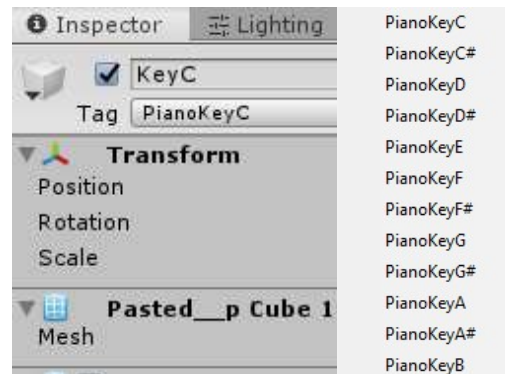 Inspector Lighting
KeyC
Tag PianoKeyC
Transform
Position
Rotation
Scale
Pasted__p Cube 1
Mesh
PianoKeyC
PianoKeyC#
PianoKeyD
PianoKeyD#
PianoKeyE
PianoKeyF
PianoKeyF#
PianoKeyG
PianoKeyG#
PianoKeyA
PianoKeyA#
PianoKeyB